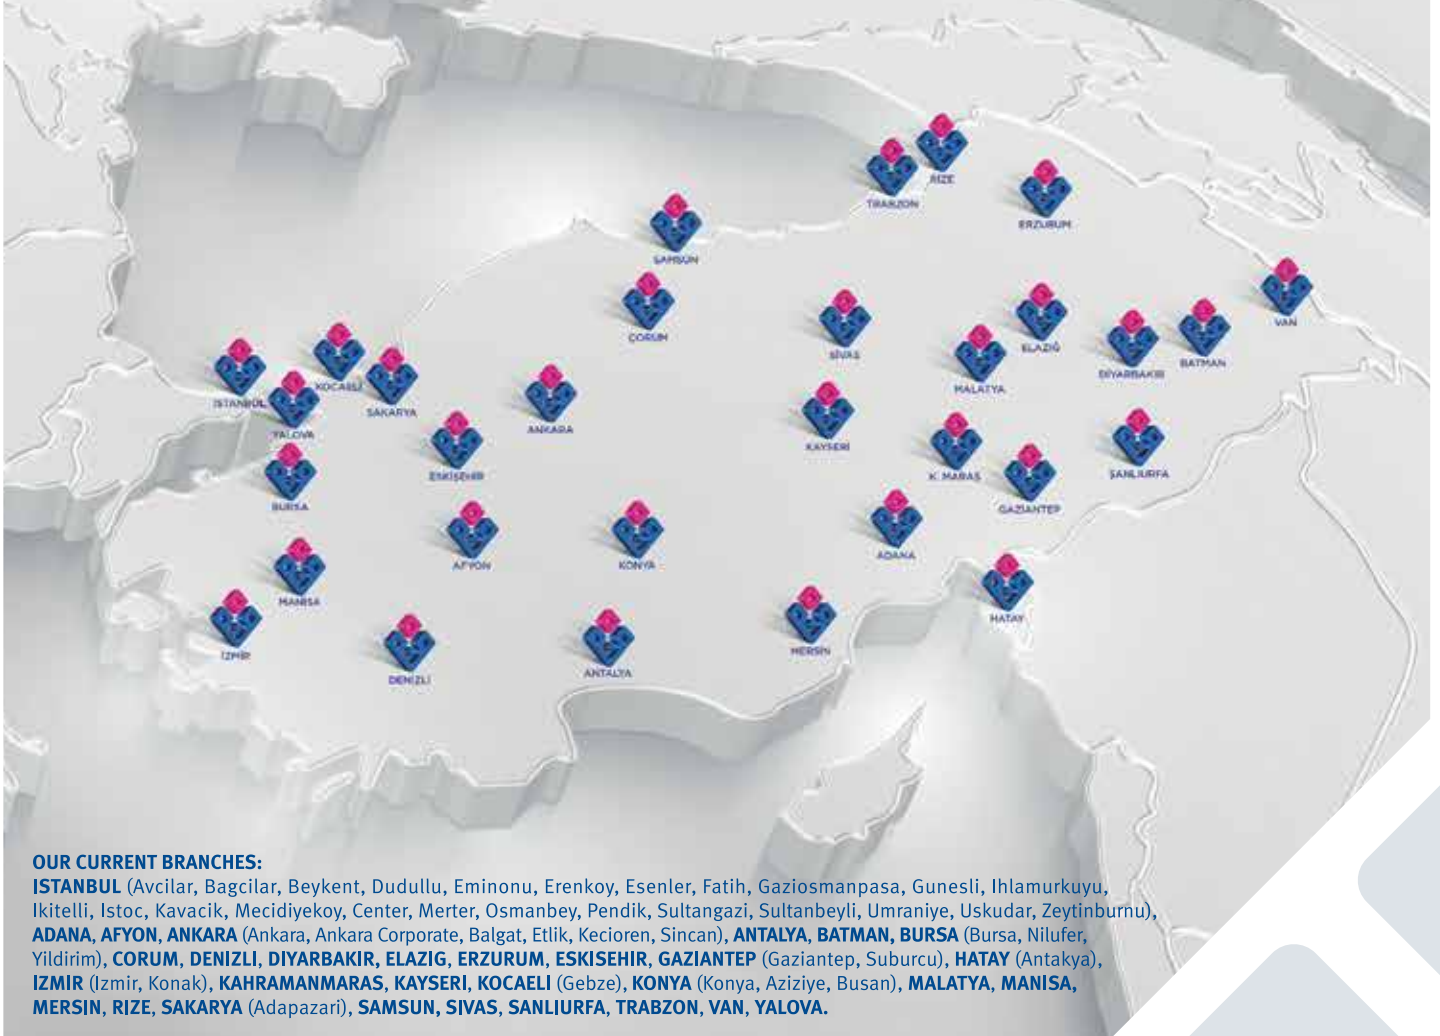 RİZE
TRABZON
ERZURUM
SAMSUN
VAN
ÇORUM
SİVAS
ELAZIĞ
DİYARBAKIR
BATMAN
MALATYA
İSTANBUL
KOCAELİ
SAKARYA
YALOVA
ANKARA
KAYSERİ
ESKİŞEHİR
K. MARAŞ
ŞANLIURFA
BURSA
GAZİANTEP
AFYON
KONYA
ADANA
MANİSA
HATAY
İZMİR
MERSİN
DENİZLİ
ANTALYA
OUR CURRENT BRANCHES:
ISTANBUL (Avcilar, Bagcilar, Beykent, Dudullu, Eminonu, Erenkoy, Esenler, Fatih, Gaziosmanpasa, Gunesli, Ihlamurkuyu,
Ikitelli, Istoc, Kavacik, Mecidiyekoy, Center, Merter, Osmanbey, Pendik, Sultangazi, Sultanbeyli, Umraniye, Uskudar, Zeytinburnu),
ADANA, AFYON, ANKARA (Ankara, Ankara Corporate, Balgat, Etlik, Kecioren, Sincan), ANTALYA, BATMAN, BURSA (Bursa, Nilufer,
Yildirim), CORUM, DENIZLI, DIYARBAKIR, ELAZIG, ERZURUM, ESKISEHIR, GAZIANTEP (Gaziantep, Suburcu), HATAY (Antakya),
IZMIR (Izmir, Konak), KAHRAMANMARAS, KAYSERI, KOCAELI (Gebze), KONYA (Konya, Aziziye, Busan), MALATYA, MANISA,
MERSIN, RIZE, SAKARYA (Adapazari), SAMSUN, SIVAS, SANLIURFA, TRABZON, VAN, YALOVA.